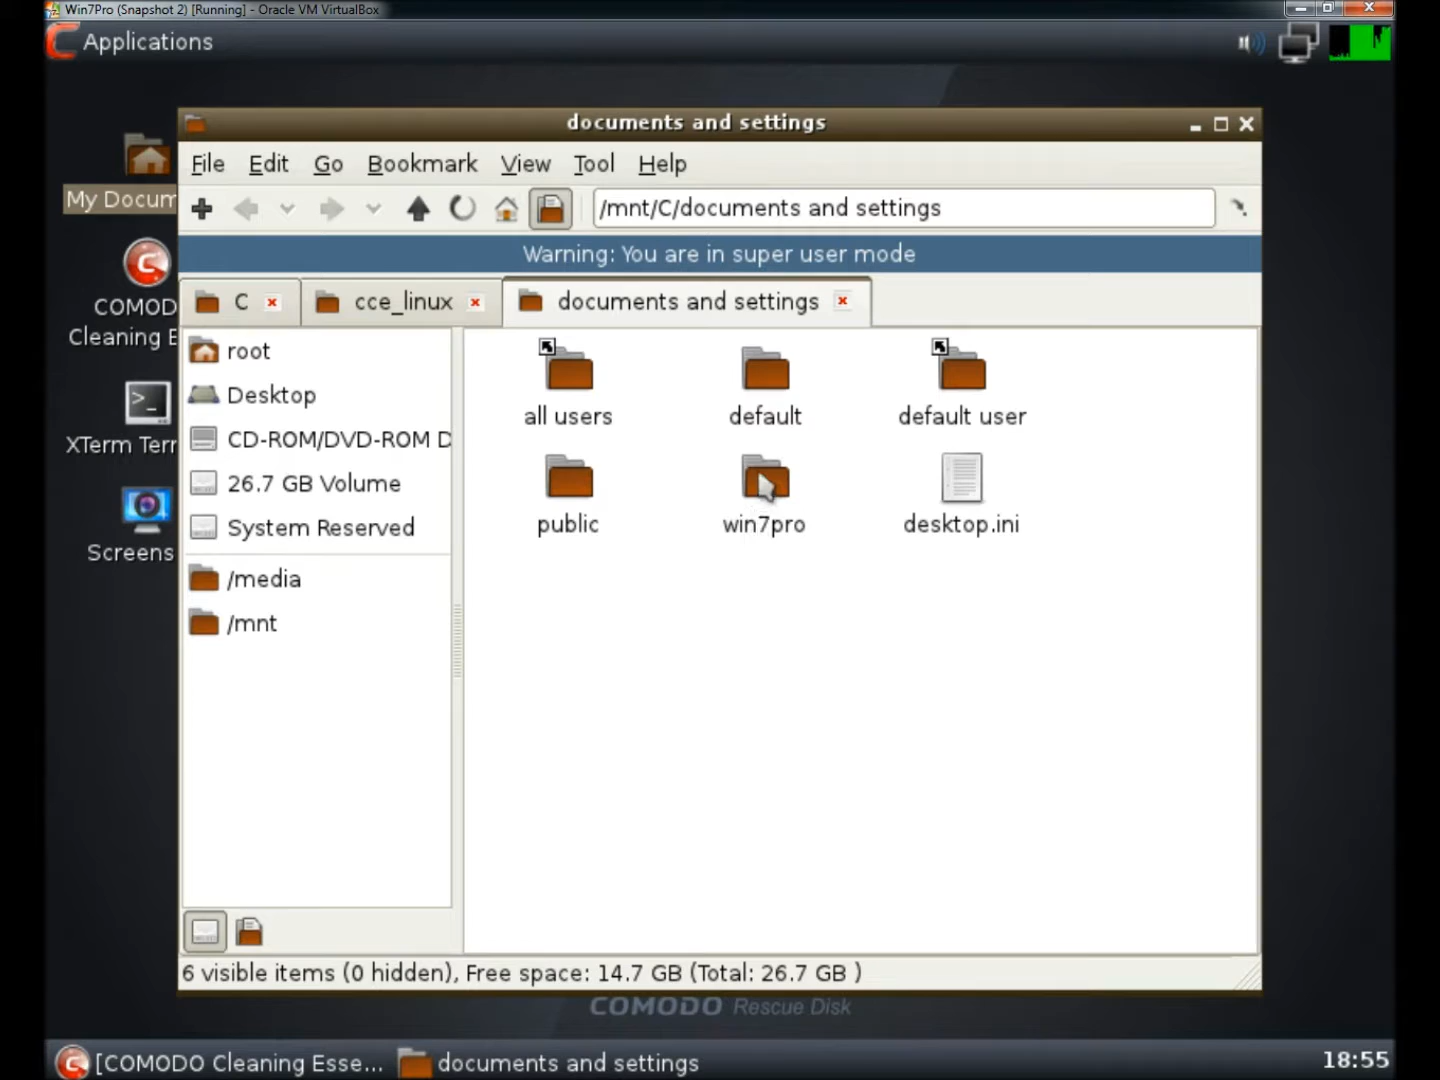 Win7Pro (Snapshot 2) [Running] - Oracle VM VirtualBox
Applications
documents and settings
File Edit Go Bookmark View Tool Help
/mnt/C/documents and settings
Warning: You are in super user mode
C cce_linux documents and settings
My Docum
COMOD
Cleaning E
XTerm Terr
Screens
root
Desktop
CD-ROM/DVD-ROM D
26.7 GB Volume
System Reserved
/media
/mnt
all users default default user
public win7pro desktop.ini
6 visible items (0 hidden), Free space: 14.7 GB (Total: 26.7 GB )
COMODO Rescue Disk
[COMODO Cleaning Esse... documents and settings 18:55